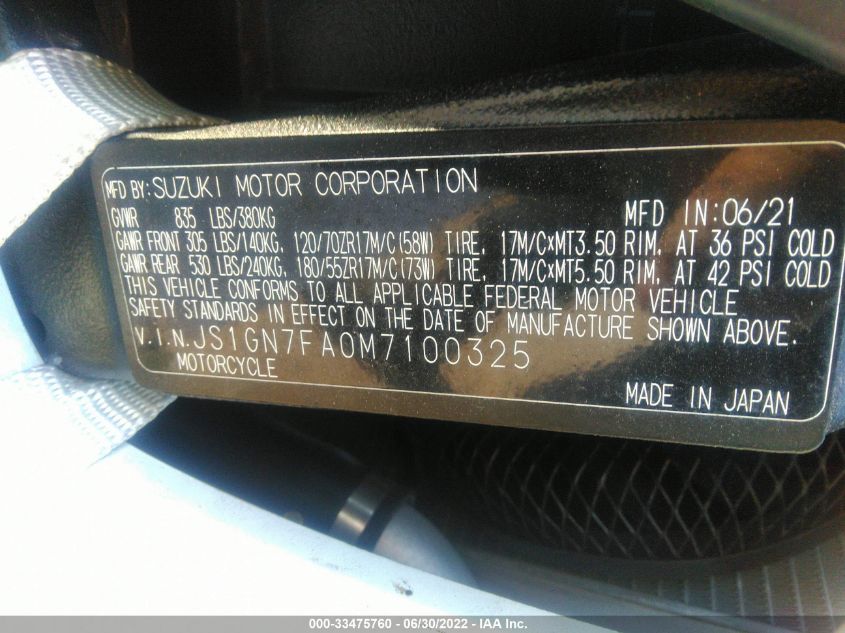 MFD BY: SUZUKI MOTOR CORPORATION
GVWR 835 LBS/380KG MFD IN: 06/21
GAWR FRONT 305 LBS/140KG, 120/70ZR17M/C(58W) TIRE, 17M/C×MT3.50 RIM, AT 36 PSI COLD
GAWR REAR 530 LBS/240KG, 180/55ZR17M/C(73W) TIRE, 17M/C×MT5.50 RIM, AT 42 PSI COLD
THIS VEHICLE CONFORMS TO ALL APPLICABLE FEDERAL MOTOR VEHICLE
SAFETY STANDARDS IN EFFECT ON THE DATE OF MANUFACTURE SHOWN ABOVE.
V.I.N. JS1GN7FA0M7100325
MOTORCYCLE
MADE IN JAPAN
000-33475760 - 06/30/2022 - IAA Inc.